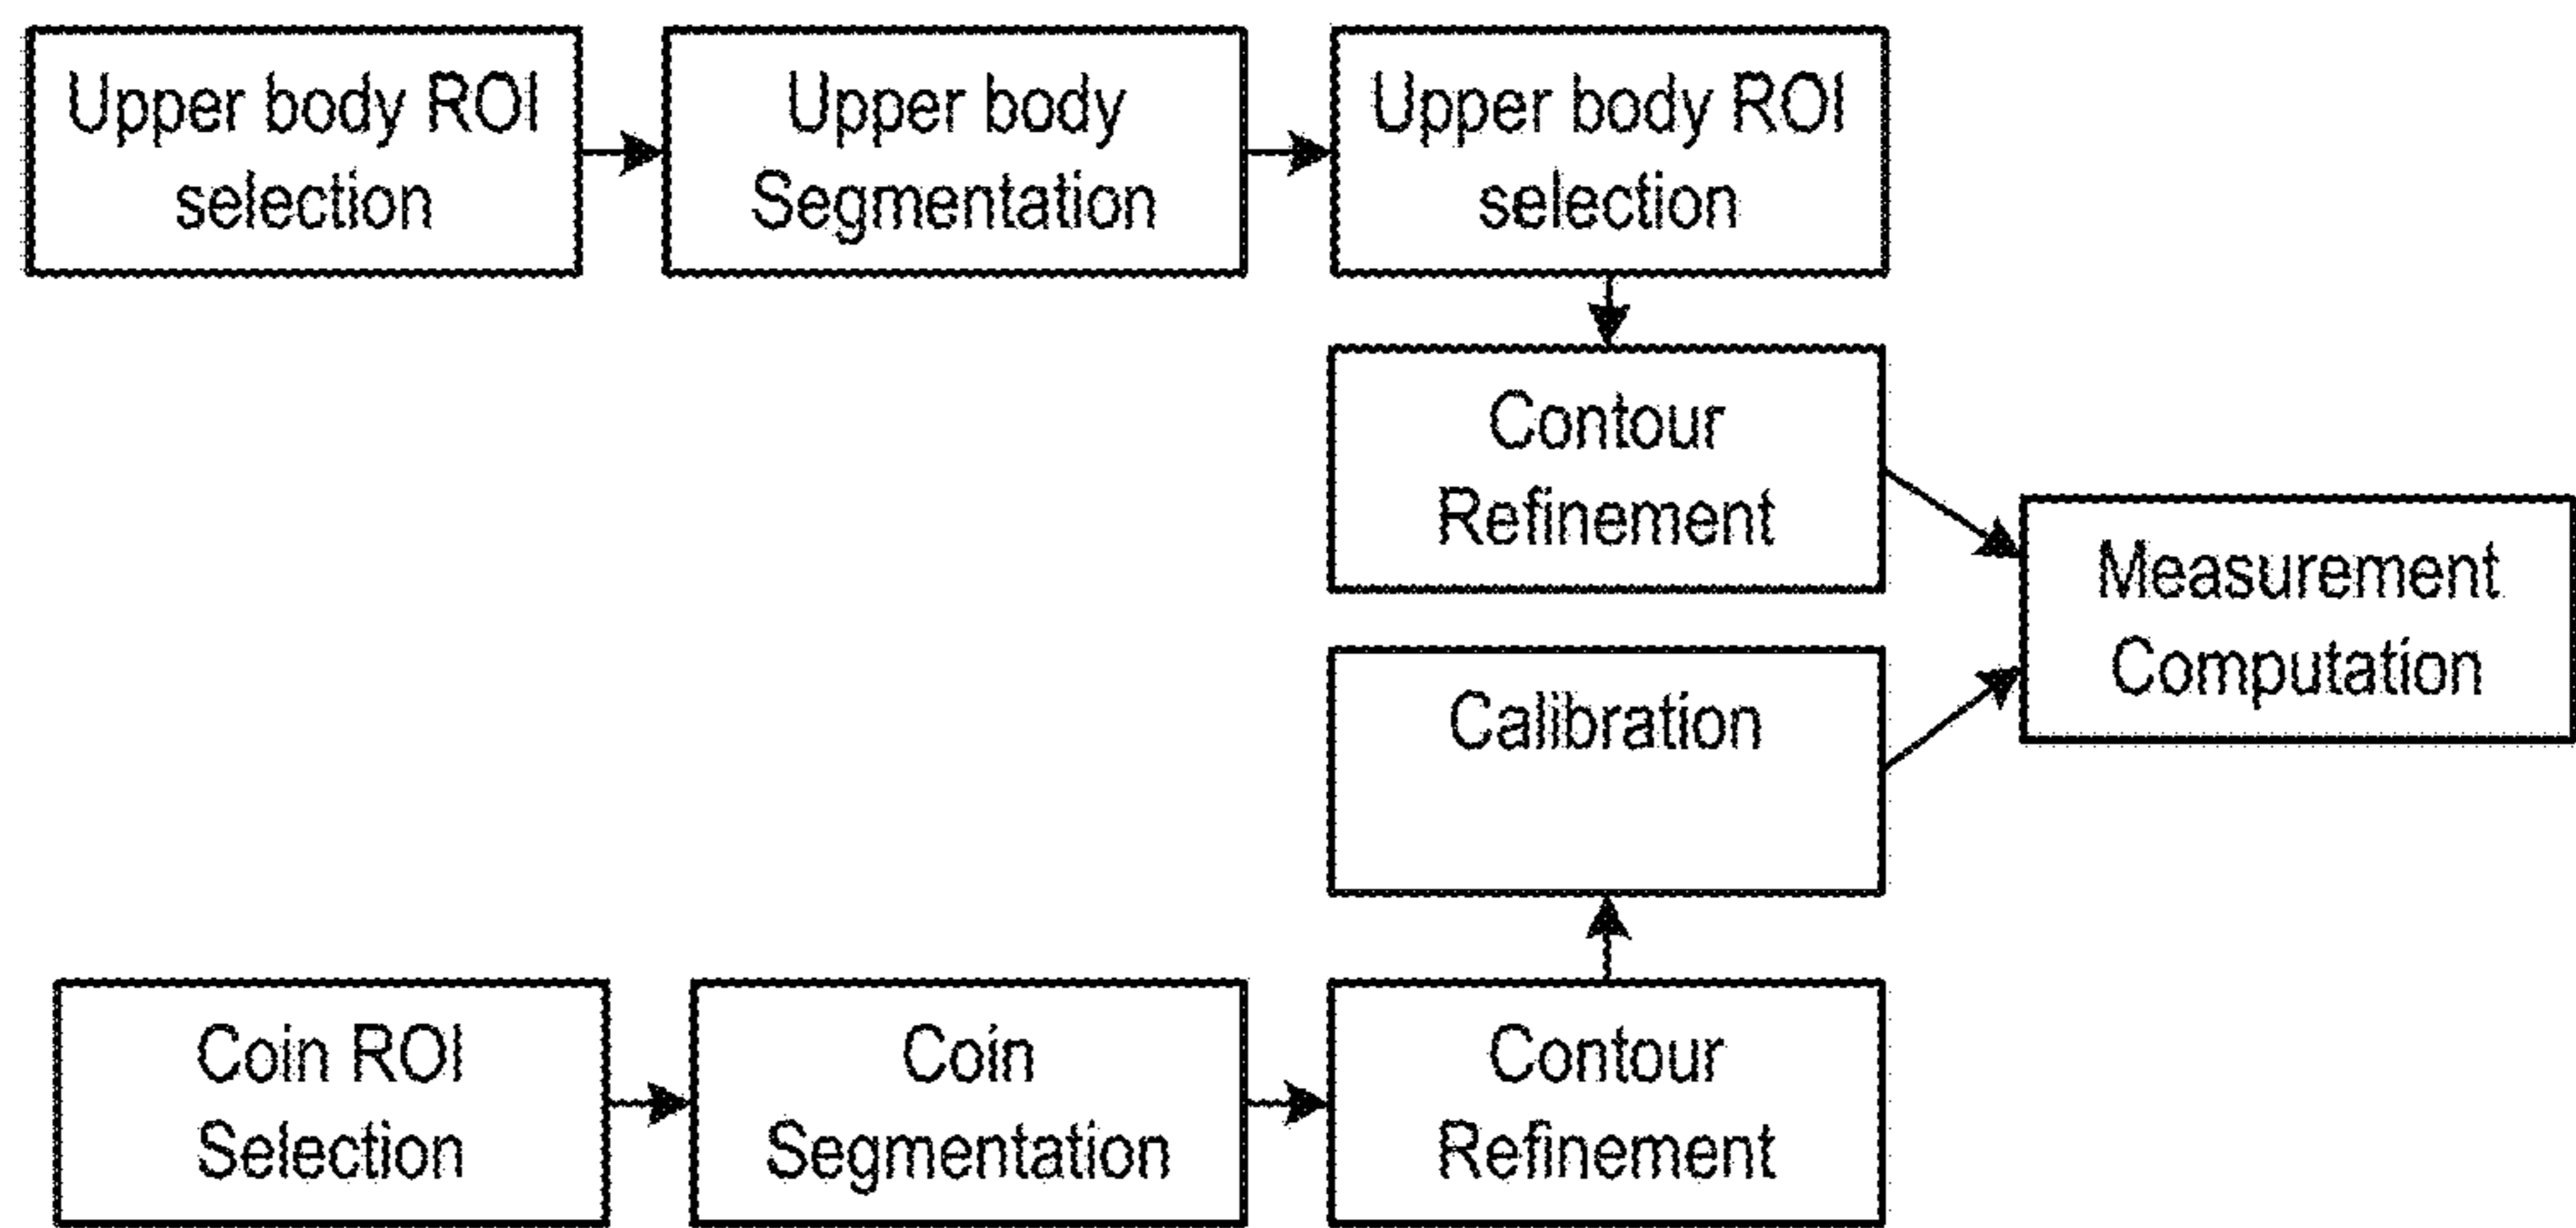 Upper body ROI
selection
Upper body
Segmentation
Upper body ROI
selection
Contour
Refinement
Measurement
Computation
Calibration
Coin ROI
Selection
Coin
Segmentation
Contour
Refinement